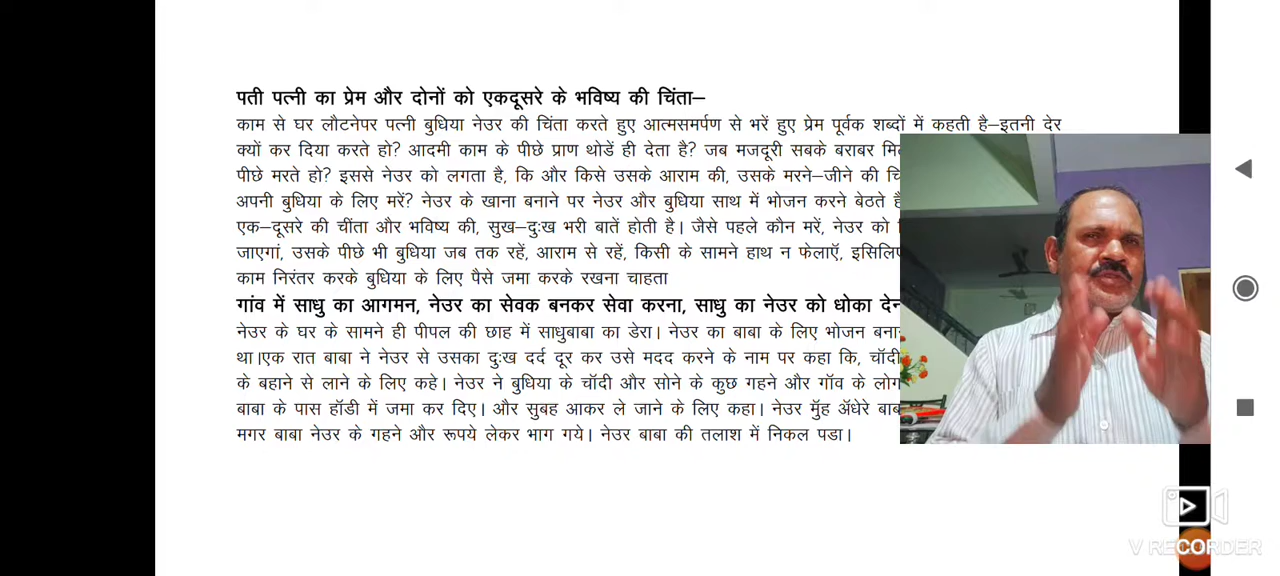 पती पत्नी का प्रेम और दोनों को एकदूसरे के भविष्य की चिंता–
काम से घर लौटनेपर पत्नी बुधिया नेउर की चिंता करते हुए आत्मसमर्पण से भरें हुए प्रेम पूर्वक शब्दों में कहती है–इतनी देर
क्यों कर दिया करते हो? आदमी काम के पीछे प्राण थोडें ही देता है? जब मजदूरी सबके बराबर
पीछे मरते हो? इससे नेउर को लगता है, कि और किसे उसके आराम की, उसके मरने–जीने की
अपनी बुधिया के लिए मरें? नेउर के खाना बनाने पर नेउर और बुधिया साथ में भोजन करने बेठते
एक–दूसरे की चींता और भविष्य की, सुख–दुःख भरी बातें होती है। जैसे पहले कौन मरें, नेउर को
जाएगां, उसके पीछे भी बुधिया जब तक रहें, आराम से रहें, किसी के सामने हाथ न फेलाऍ,
काम निरंतर करके बुधिया के लिए पैसे जमा करके रखना चाहता
गांव में साधु का आगमन, नेउर का सेवक बनकर सेवा करना, साधु का नेउर को धोका
नेउर के घर के सामने ही पीपल की छाह में साधुबाबा का डेरा। नेउर का बाबा के लिए भोजन
था।एक रात बाबा ने नेउर से उसका दुःख दर्द दूर कर उसे मदद करने के नाम पर कहा कि, चॉदी
के बहाने से लाने के लिए कहे। नेउर ने बुधिया के चॉदी और सोने के कुछ गहने और गॉव के
बाबा के पास हॉडी में जमा कर दिए। और सुबह आकर ले जाने के लिए कहा। नेउर मुॅह अॅधेरे
मगर बाबा नेउर के गहने और रूपये लेकर भाग गये। नेउर बाबा की तलाश में निकल पडा।
V RECORDER